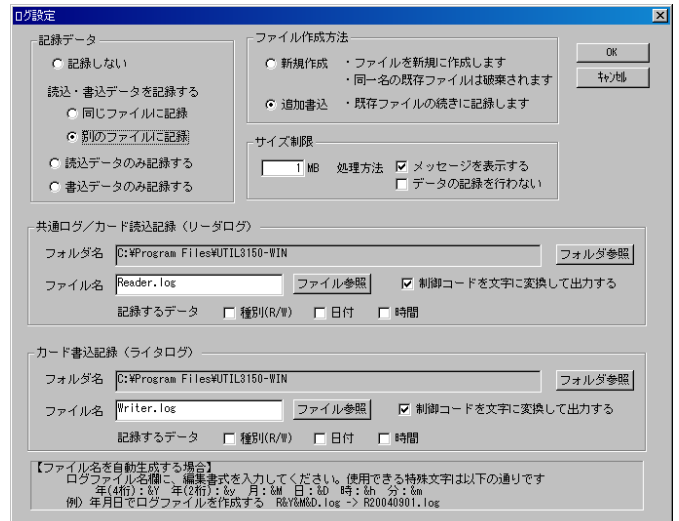 ログ設定
記録データ
記録しない
読込・書込データを記録する
同じファイルに記録
別のファイルに記録
読込データのみ記録する
書込データのみ記録する
ファイル作成方法
新規作成 ・ファイルを新規に作成します
・同一名の既存ファイルは破棄されます
追加書込 ・既存ファイルの続きに記録します
OK
キャンセル
サイズ制限
1 MB 処理方法 メッセージを表示する
データの記録を行わない
共通ログ／カード読込記録（リーダログ）
フォルダ名 C:¥Program Files¥UTIL3150-WIN フォルダ参照
ファイル名 Reader.log ファイル参照 制御コードを文字に変換して出力する
記録するデータ 種別(R/W) 日付 時間
カード書込記録（ライタログ）
フォルダ名 C:¥Program Files¥UTIL3150-WIN フォルダ参照
ファイル名 Writer.log ファイル参照 制御コードを文字に変換して出力する
記録するデータ 種別(R/W) 日付 時間
【ファイル名を自動生成する場合】
ログファイル名欄に、編集書式を入力してください。使用できる特殊文字は以下の通りです
年(4桁)：&Y 年(2桁)：&y 月：&M 日：&D 時：&h 分：&m
例）年月日でログファイルを作成する R&Y&M&D.log -> R20040901.log